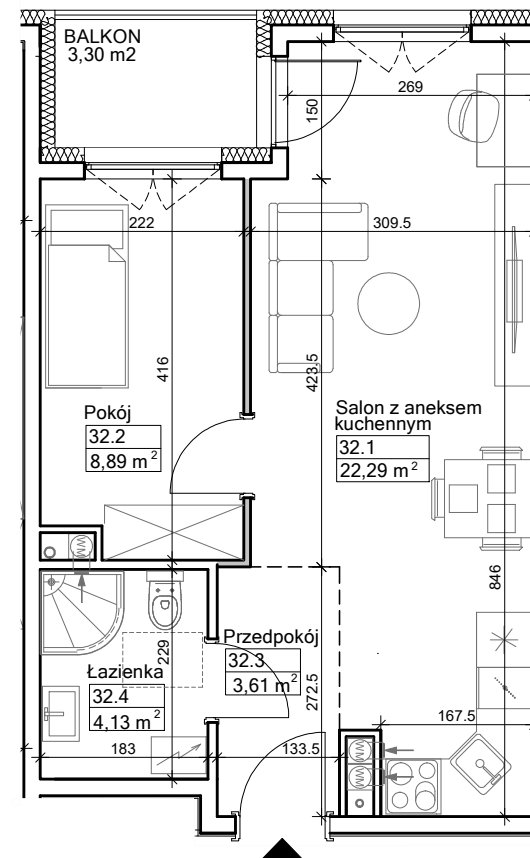 BALKON
3,30 m2
150
269
222
309.5
416
423.5
Pokój
32.2
8,89 m²
Salon z aneksem
kuchennym
32.1
22,29 m²
846
229
Przedpokój
32.3
3,61 m²
272.5
Łazienka
32.4
4,13 m²
167.5
183
133.5